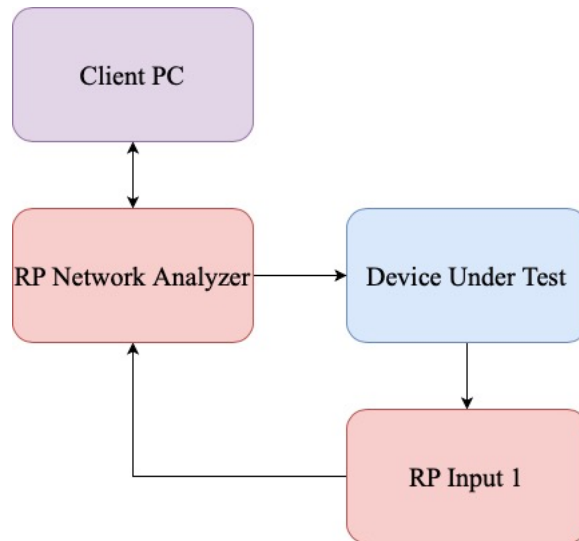 Client PC
RP Network Analyzer
Device Under Test
RP Input 1